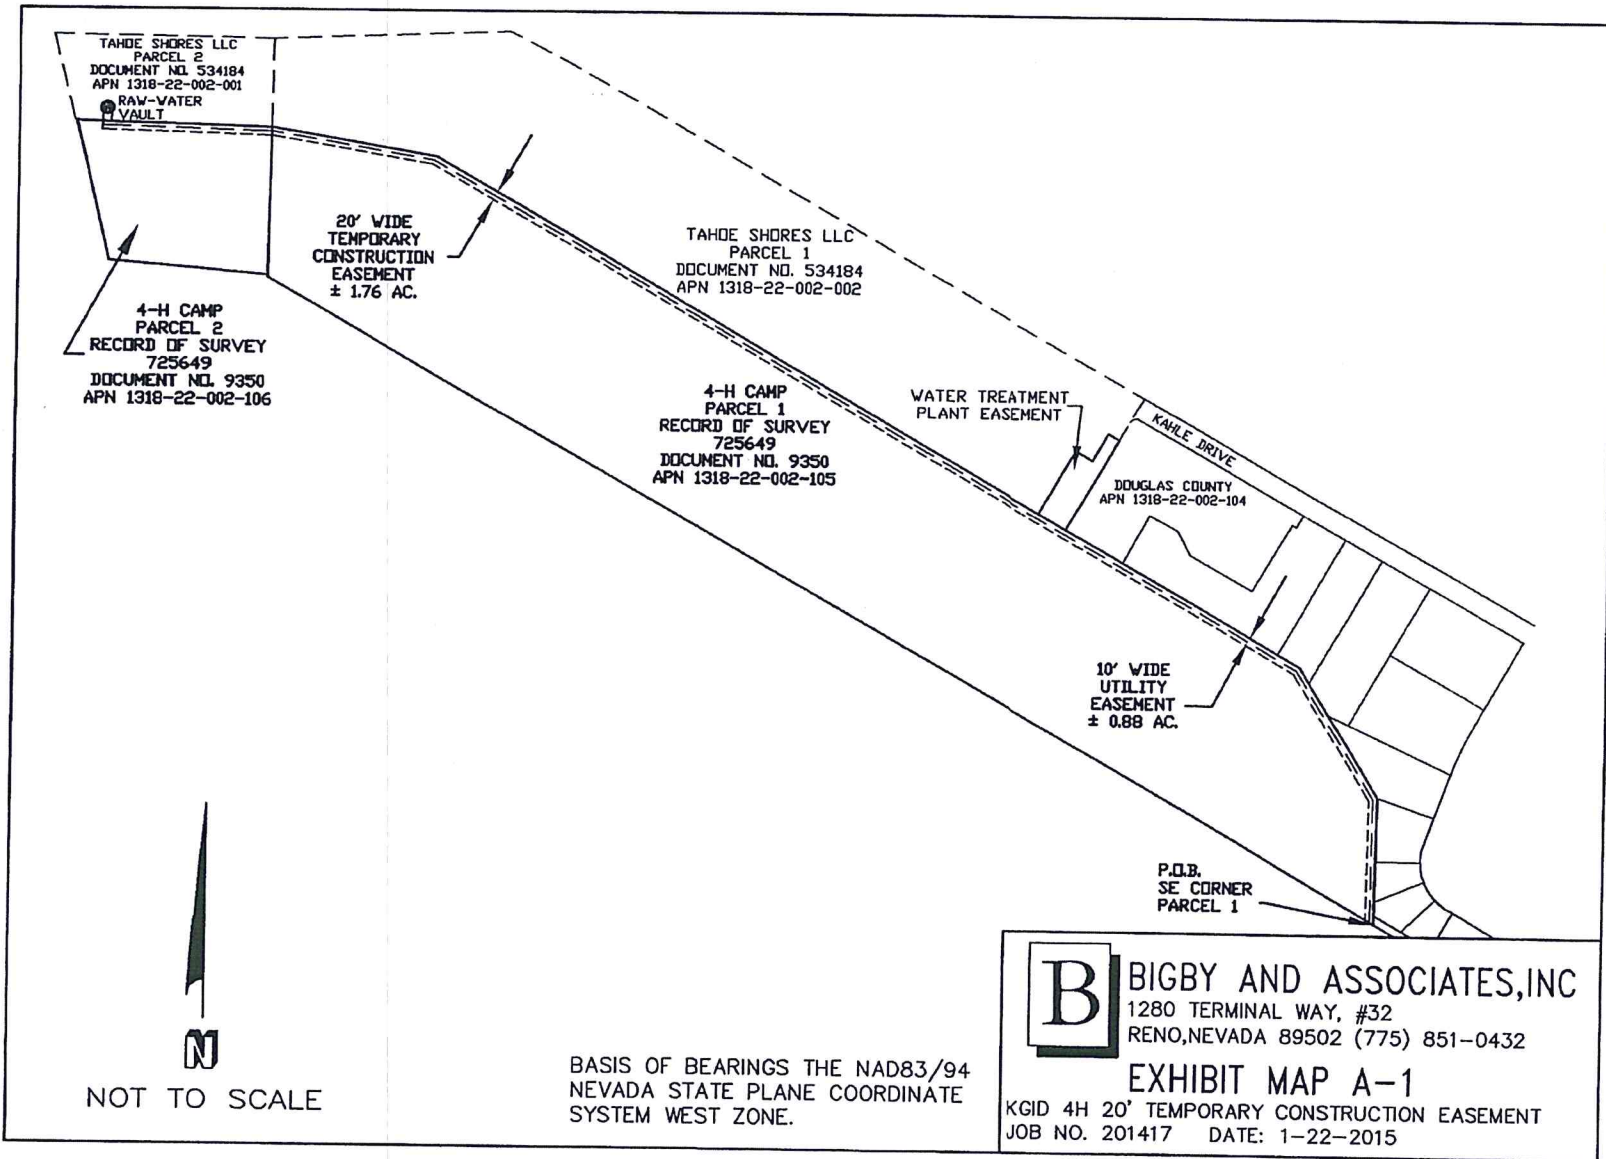 TAHOE SHORES LLC
PARCEL 2
DOCUMENT NO. 534184
APN 1318-22-002-001
RAW-WATER
VAULT
20' WIDE
TEMPORARY
CONSTRUCTION
EASEMENT
± 1.76 AC.
TAHOE SHORES LLC
PARCEL 1
DOCUMENT NO. 534184
APN 1318-22-002-002
4-H CAMP
PARCEL 2
RECORD OF SURVEY
725649
DOCUMENT NO. 9350
APN 1318-22-002-106
4-H CAMP
PARCEL 1
RECORD OF SURVEY
725649
DOCUMENT NO. 9350
APN 1318-22-002-105
WATER TREATMENT
PLANT EASEMENT
KAHLE DRIVE
DOUGLAS COUNTY
APN 1318-22-002-104
10' WIDE
UTILITY
EASEMENT
± 0.88 AC.
P.O.B.
SE CORNER
PARCEL 1
N
NOT TO SCALE
BASIS OF BEARINGS THE NAD83/94
NEVADA STATE PLANE COORDINATE
SYSTEM WEST ZONE.
B
BIGBY AND ASSOCIATES,INC
1280 TERMINAL WAY, #32
RENO,NEVADA 89502 (775) 851-0432
EXHIBIT MAP A-1
KGID 4H 20' TEMPORARY CONSTRUCTION EASEMENT
JOB NO. 201417 DATE: 1-22-2015